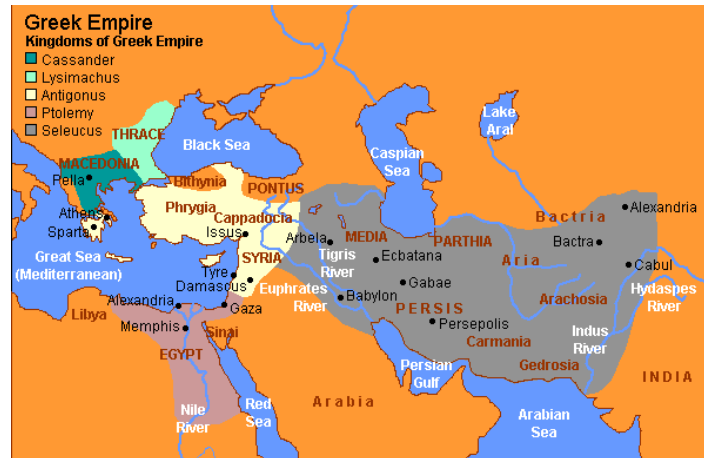 Greek Empire
Kingdoms of Greek Empire
Cassander
Lysimachus
Antigonus
Ptolemy
Seleucus
THRACE
Black Sea
Lake
Aral
Caspian
Sea
MACEDONIA
Pella
Bithynia
PONTUS
Phrygia
Cappadocia
Athens
Sparta
Issus
Arbela
MEDIA
PARTHIA
Bactria
Alexandria
Bactra
Great Sea
(Mediterranean)
SYRIA
Tigris
River
Ecbatana
Aria
Cabul
Tyre
Damascus
Euphrates
River
Gabae
Hydaspes
River
Arachosia
Alexandria
Gaza
Babylon
PERSIS
Libya
Memphis
Sinai
Persepolis
Indus
River
Carmania
EGYPT
Persian
Gulf
Gedrosia
INDIA
Nile
River
Red
Sea
Arabia
Arabian
Sea